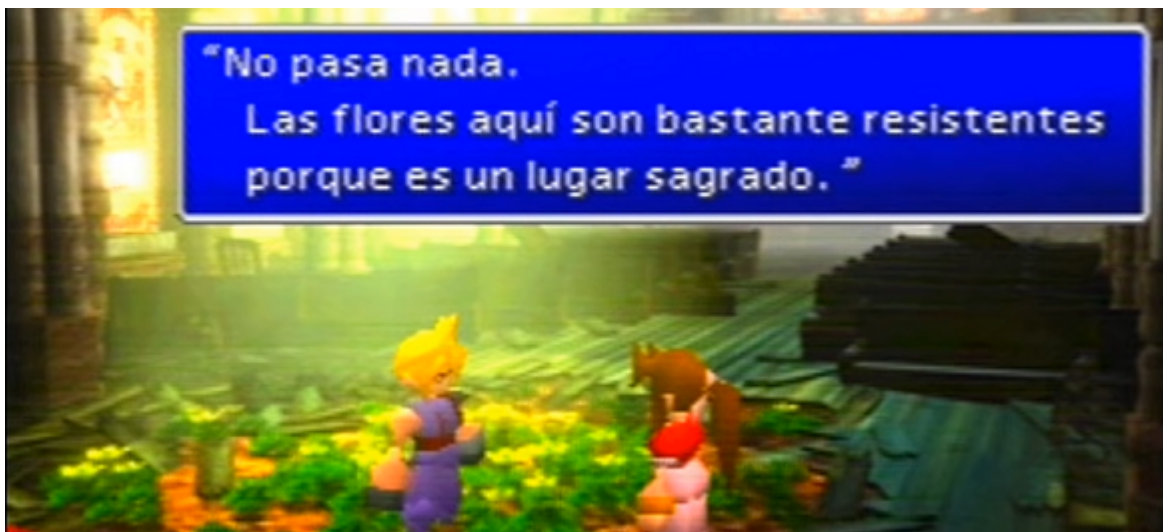 “No pasa nada.
Las flores aquí son bastante resistentes
porque es un lugar sagrado.”